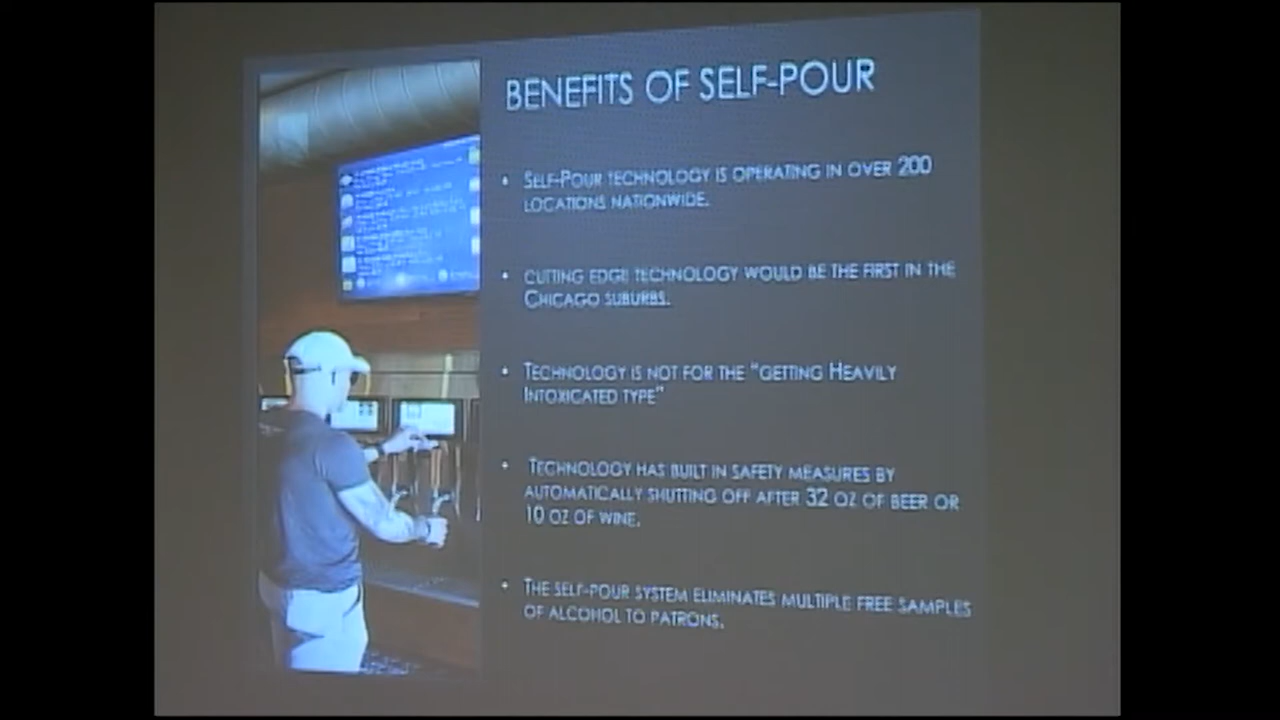 BENEFITS OF SELF-POUR
• SELF-POUR TECHNOLOGY IS OPERATING IN OVER 200
LOCATIONS NATIONWIDE.
• CUTTING EDGE TECHNOLOGY WOULD BE THE FIRST IN THE
CHICAGO SUBURBS.
• TECHNOLOGY IS NOT FOR THE "GETTING HEAVILY
INTOXICATED TYPE"
• TECHNOLOGY HAS BUILT IN SAFETY MEASURES BY
AUTOMATICALLY SHUTTING OFF AFTER 32 OZ OF BEER OR
10 OZ OF WINE.
• THE SELF-POUR SYSTEM ELIMINATES MULTIPLE FREE SAMPLES
OF ALCOHOL TO PATRONS.